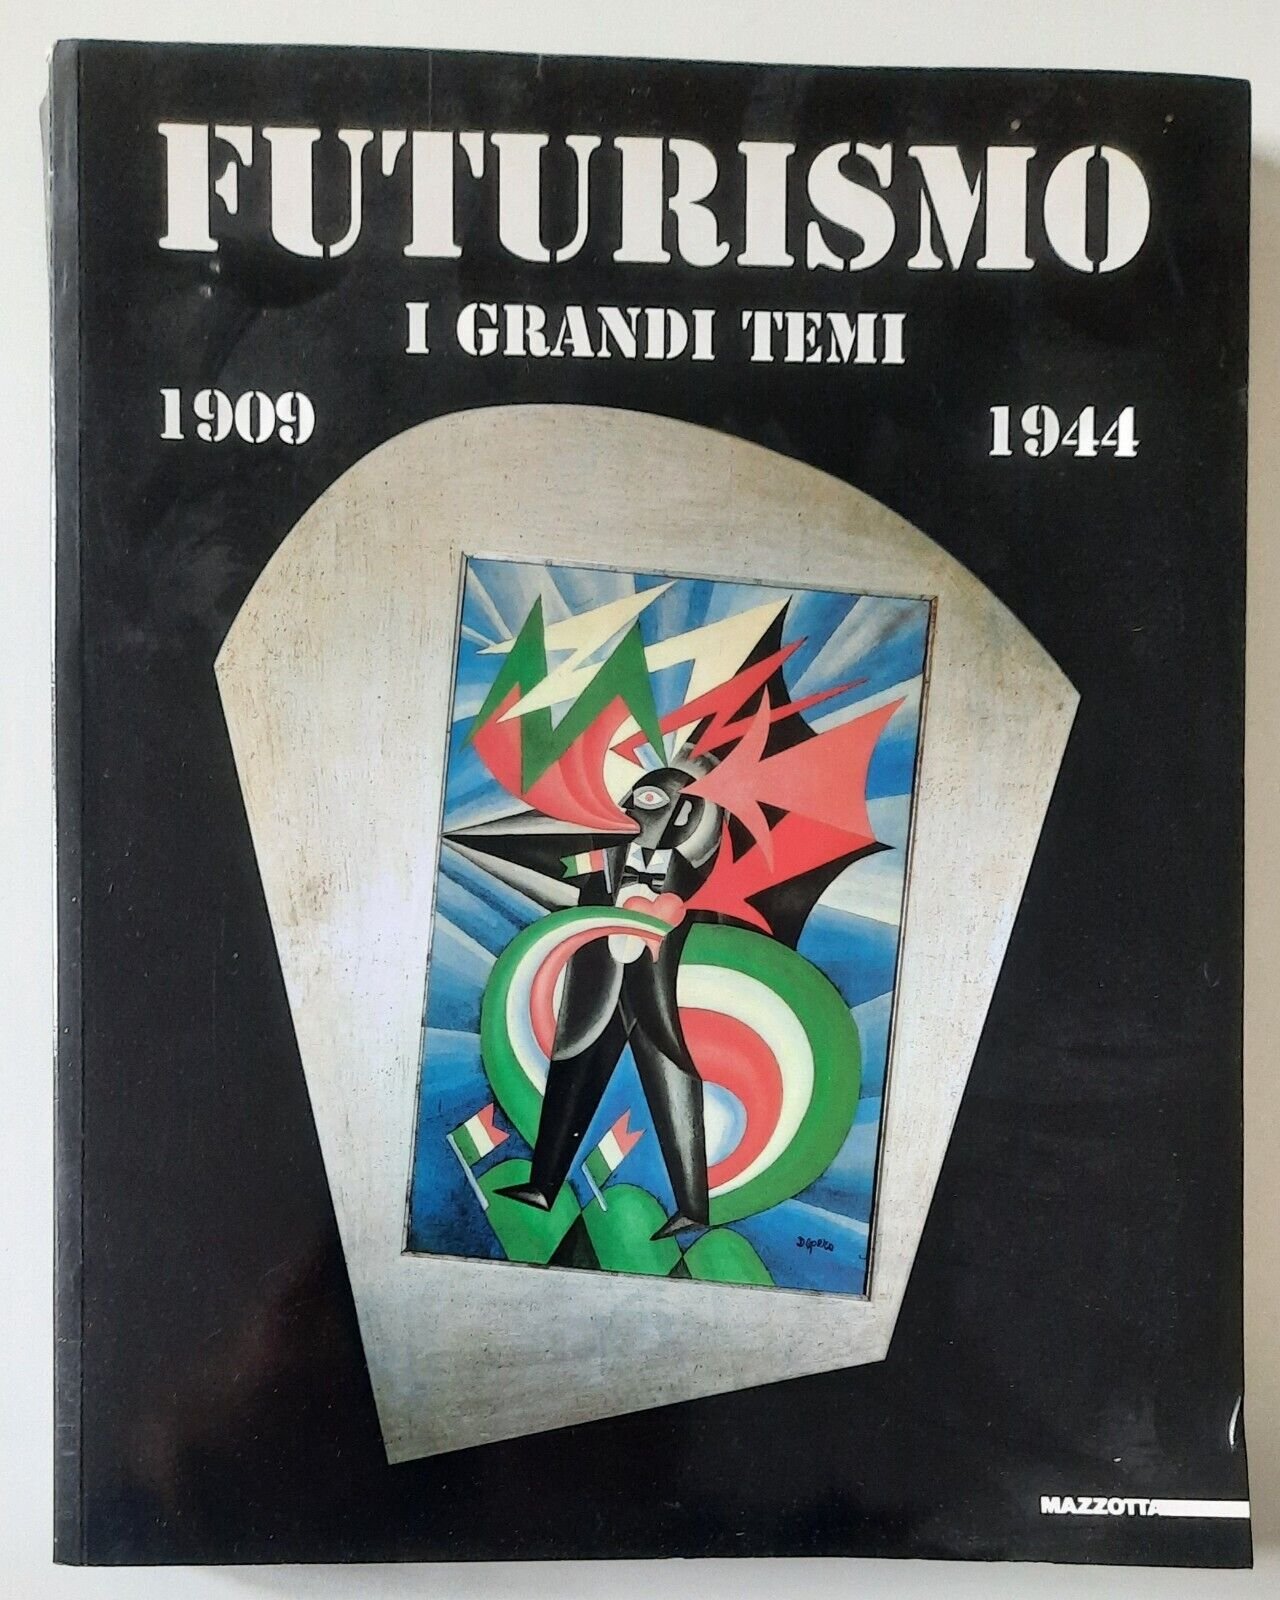 FUTURISMO
I GRANDI TEMI
1909 1944
Depero
MAZZOTTA